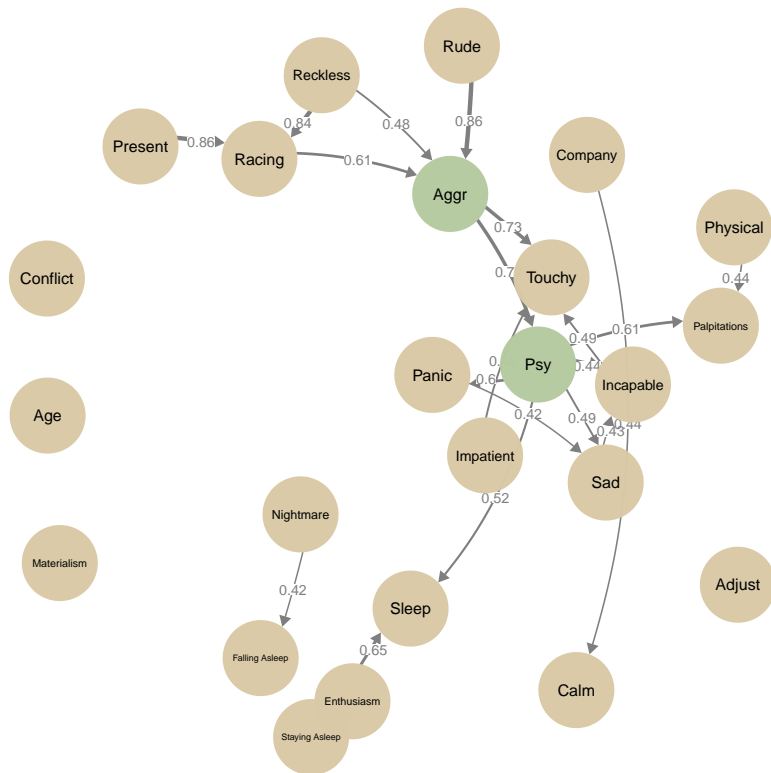 Rude
Reckless
0.84
0.48
0.86
Present
0.86
Racing
0.61
Company
Aggr
Physical
0.73
0.44
Conflict
Touchy
Palpitations
0.61
0.49
Psy
0.44
Panic
Incapable
Age
0.42
0.49
0.43
0.44
Impatient
Sad
0.52
Nightmare
Materialism
0.42
Adjust
Sleep
0.65
Falling Asleep
Enthusiasm
Calm
Staying Asleep